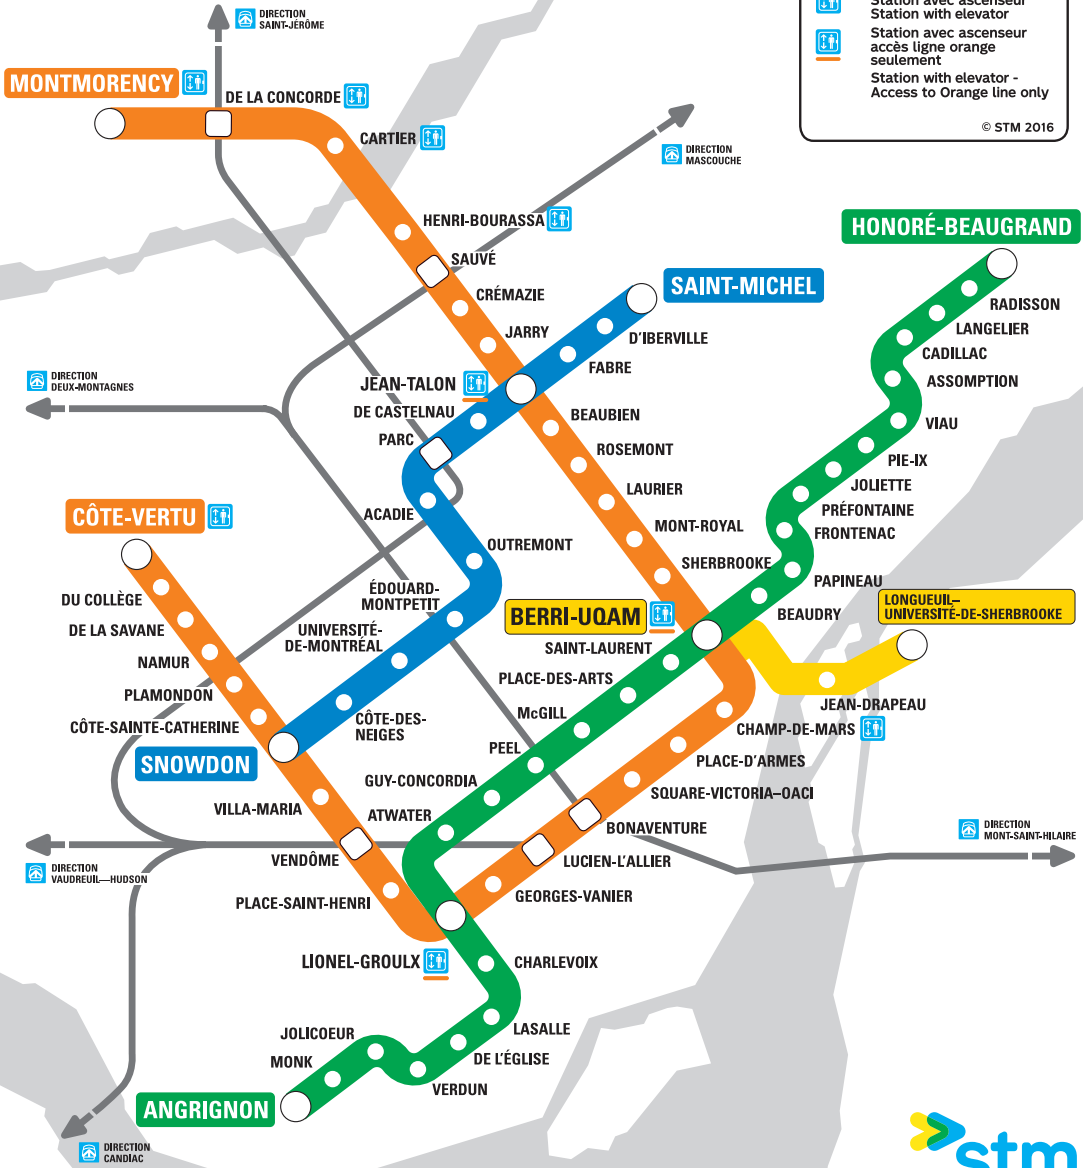 Station avec ascenseur
Station with elevator
Station avec ascenseur
accès ligne orange
seulement
Station with elevator -
Access to Orange line only
© STM 2016
DIRECTION
SAINT-JÉRÔME
MONTMORENCY
DE LA CONCORDE
CARTIER
DIRECTION
MASCOUCHE
HENRI-BOURASSA
HONORÉ-BEAUGRAND
SAUVÉ
SAINT-MICHEL
CRÉMAZIE
RADISSON
JARRY
LANGELIER
D'IBERVILLE
CADILLAC
FABRE
DIRECTION
DEUX-MONTAGNES
JEAN-TALON
ASSOMPTION
DE CASTELNAU
BEAUBIEN
VIAU
PARC
ROSEMONT
PIE-IX
LAURIER
JOLIETTE
CÔTE-VERTU
ACADIE
PRÉFONTAINE
MONT-ROYAL
FRONTENAC
OUTREMONT
SHERBROOKE
PAPINEAU
ÉDOUARD-
MONTPETIT
DU COLLÈGE
LONGUEUIL–
UNIVERSITÉ-DE-SHERBROOKE
BERRI-UQAM
BEAUDRY
DE LA SAVANE
UNIVERSITÉ-
DE-MONTRÉAL
SAINT-LAURENT
NAMUR
PLACE-DES-ARTS
PLAMONDON
JEAN-DRAPEAU
McGILL
CÔTE-SAINTE-CATHERINE
CÔTE-DES-
NEIGES
CHAMP-DE-MARS
PEEL
SNOWDON
PLACE-D'ARMES
GUY-CONCORDIA
SQUARE-VICTORIA–OACI
VILLA-MARIA
ATWATER
BONAVENTURE
DIRECTION
MONT-SAINT-HILAIRE
VENDÔME
LUCIEN-L'ALLIER
DIRECTION
VAUDREUIL—HUDSON
PLACE-SAINT-HENRI
GEORGES-VANIER
LIONEL-GROULX
CHARLEVOIX
LASALLE
JOLICOEUR
DE L'ÉGLISE
MONK
VERDUN
ANGRIGNON
DIRECTION
CANDIAC
stm